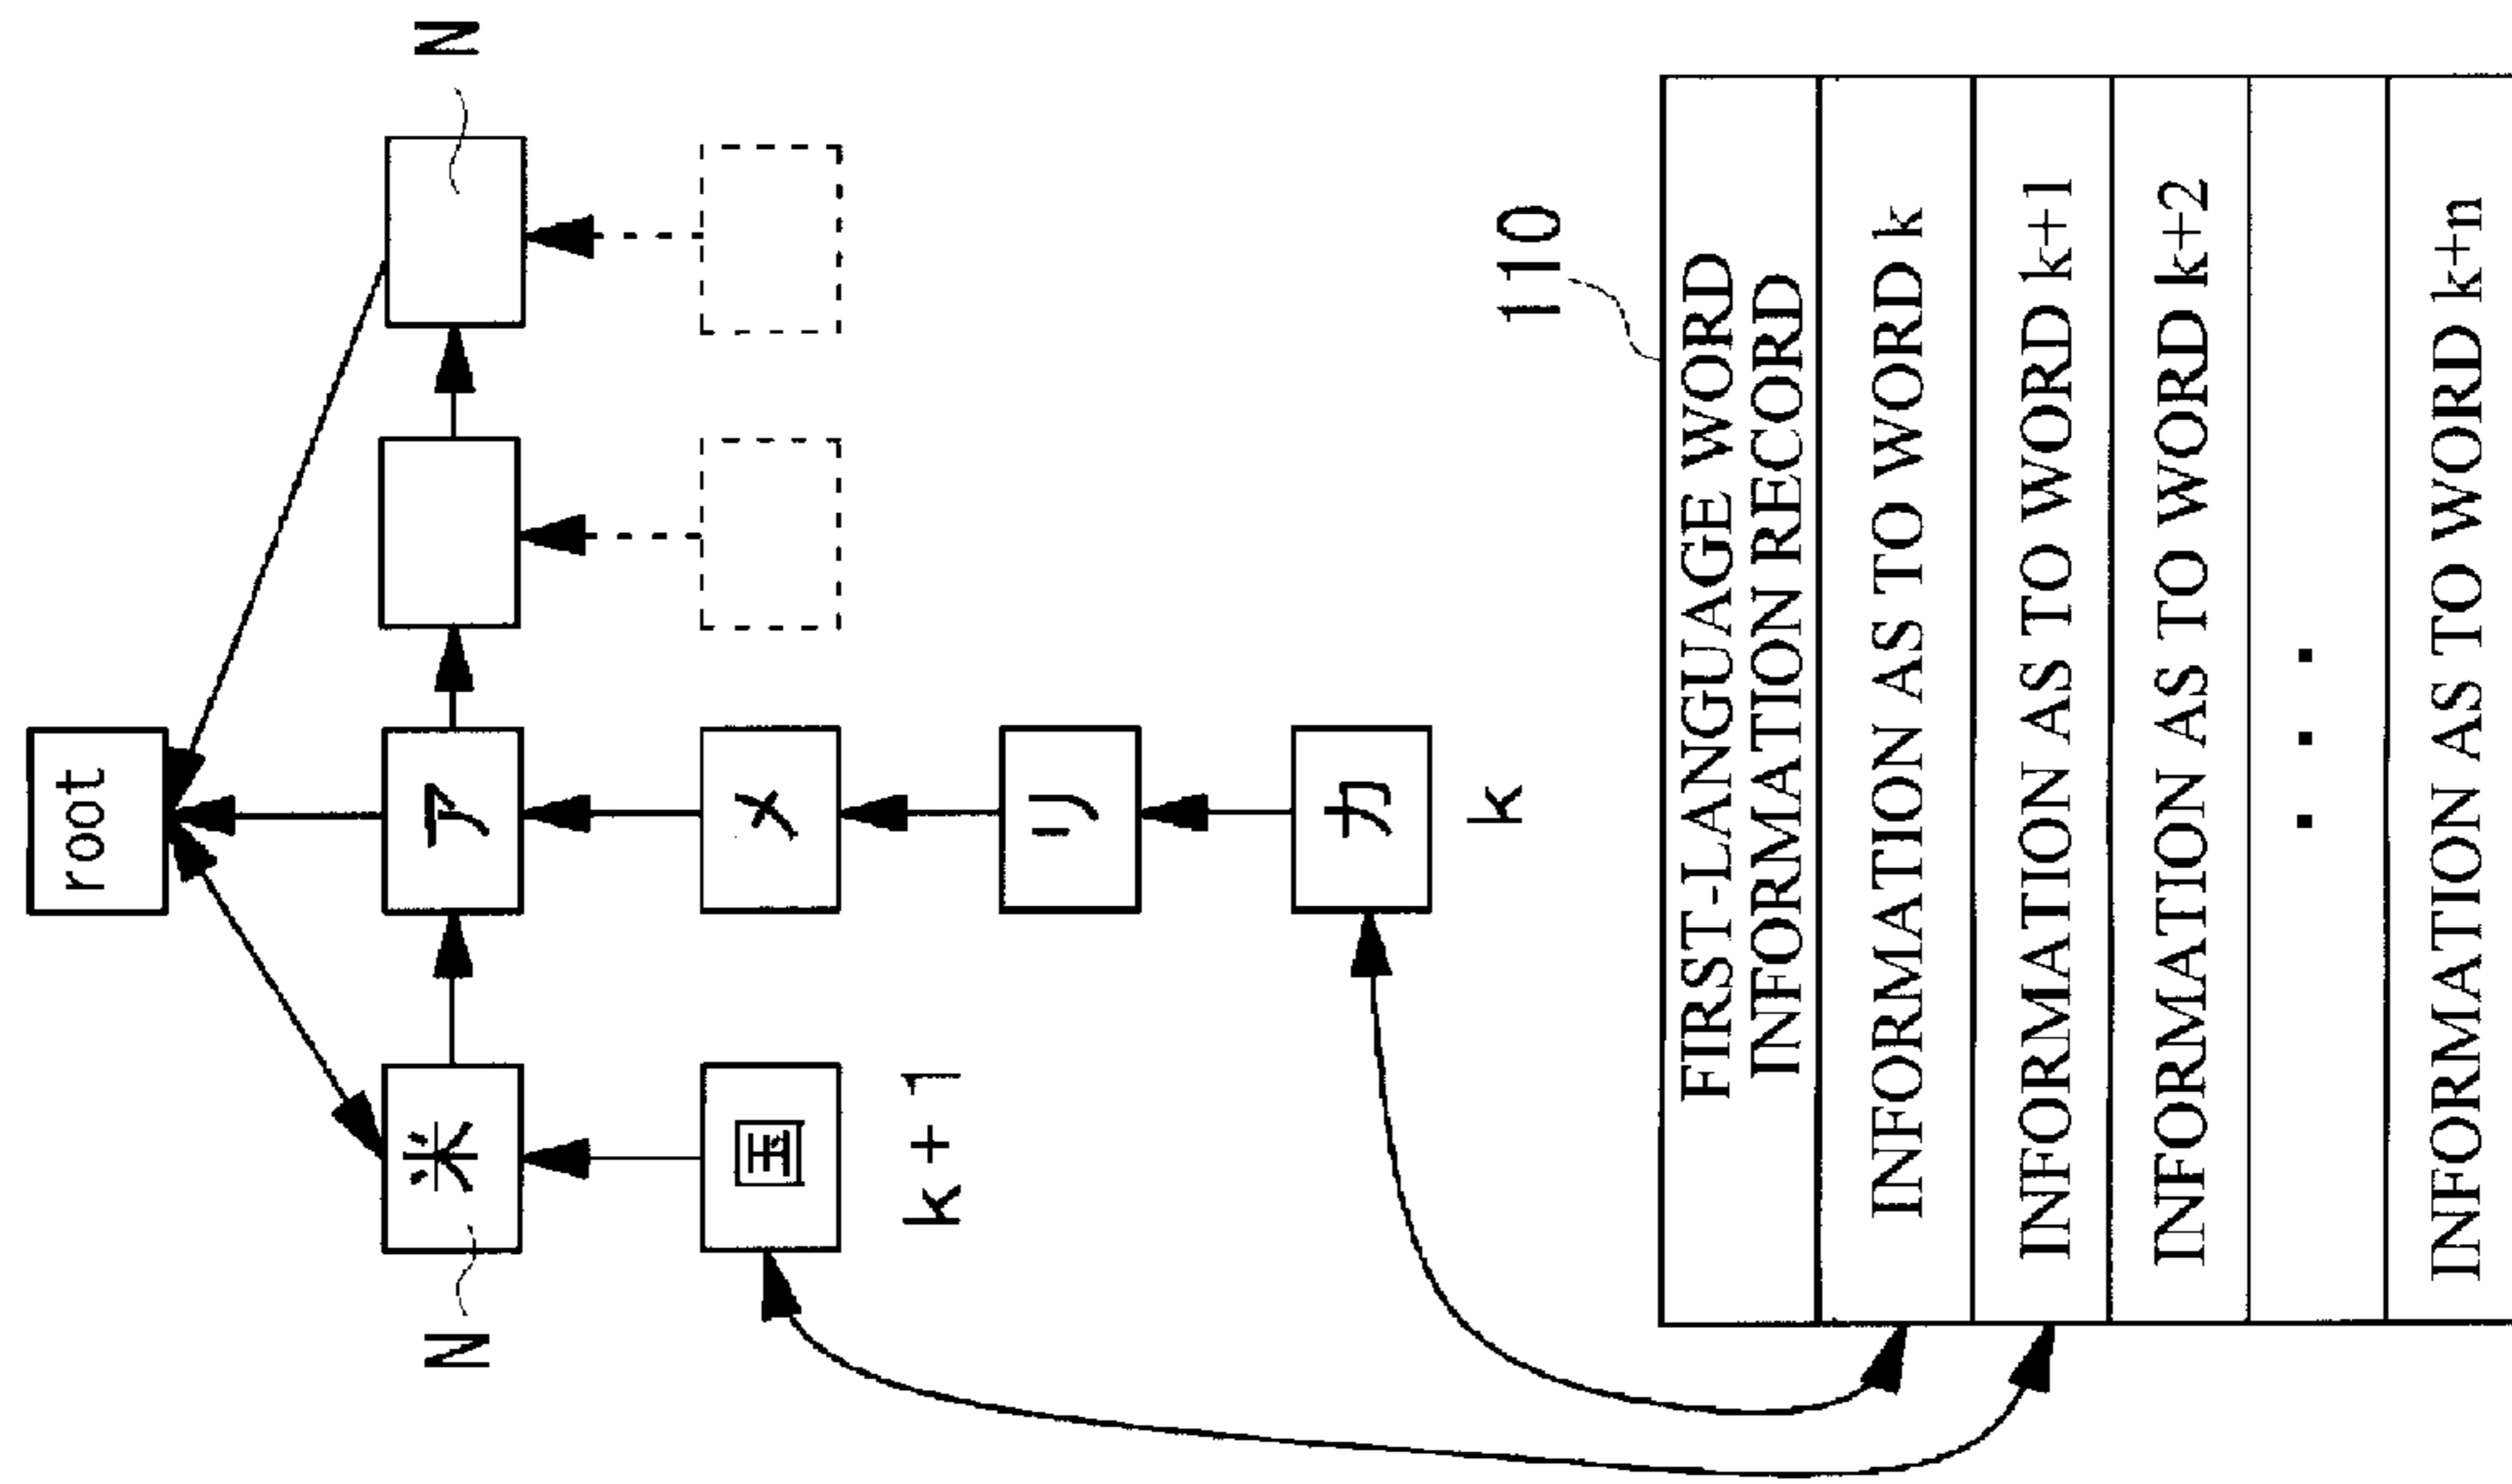 root
N
米
ア
N
国
メ
k+1
リ
カ
k
110
FIRST-LANGUAGE WORD
INFORMATION RECORD
INFORMATION AS TO WORD k
INFORMATION AS TO WORD k+1
INFORMATION AS TO WORD k+2
. . .
INFORMATION AS TO WORD k+n